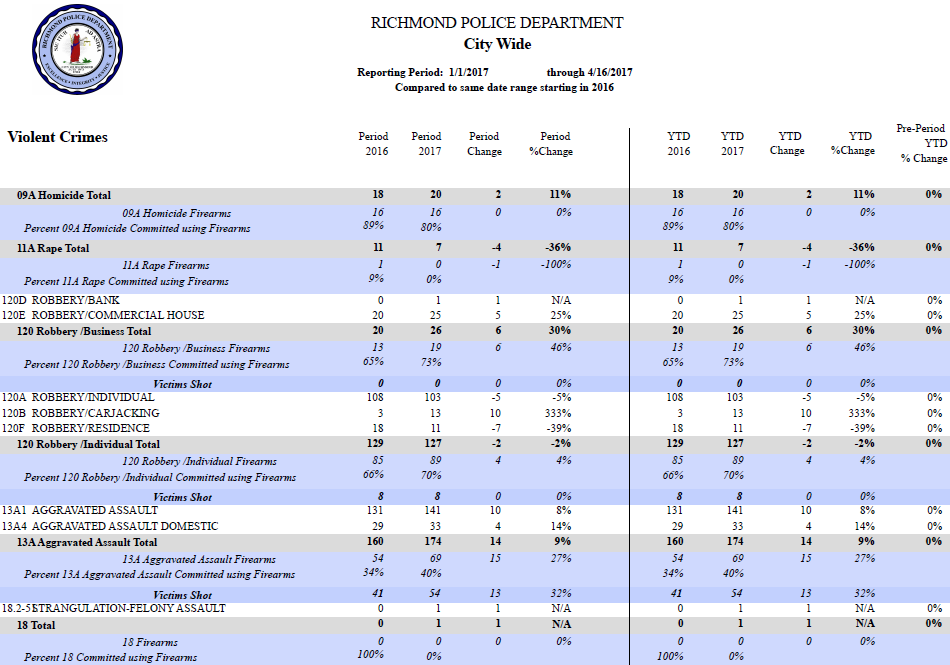 RICHMOND POLICE DEPARTMENT
City Wide
Reporting Period: 1/1/2017 through 4/16/2017
Compared to same date range starting in 2016
RICHMOND POLICE DEPARTMENT
EXCELLENCE • INTEGRITY • JUSTICE
Violent Crimes
Period 2016 Period 2017 Period Change Period %Change YTD 2016 YTD 2017 YTD Change YTD %Change Pre-Period YTD % Change
09A Homicide Total 18 20 2 11% 18 20 2 11% 0%
09A Homicide Firearms 16 16 0 0% 16 16 0 0%
Percent 09A Homicide Committed using Firearms 89% 80% 89% 80%
11A Rape Total 11 7 -4 -36% 11 7 -4 -36% 0%
11A Rape Firearms 1 0 -1 -100% 1 0 -1 -100%
Percent 11A Rape Committed using Firearms 9% 0% 9% 0%
120D ROBBERY/BANK 0 1 1 N/A 0 1 1 N/A 0%
120E ROBBERY/COMMERCIAL HOUSE 20 25 5 25% 20 25 5 25% 0%
120 Robbery /Business Total 20 26 6 30% 20 26 6 30% 0%
120 Robbery /Business Firearms 13 19 6 46% 13 19 6 46%
Percent 120 Robbery /Business Committed using Firearms 65% 73% 65% 73%
Victims Shot 0 0 0 0% 0 0 0 0%
120A ROBBERY/INDIVIDUAL 108 103 -5 -5% 108 103 -5 -5% 0%
120B ROBBERY/CARJACKING 3 13 10 333% 3 13 10 333% 0%
120F ROBBERY/RESIDENCE 18 11 -7 -39% 18 11 -7 -39% 0%
120 Robbery /Individual Total 129 127 -2 -2% 129 127 -2 -2% 0%
120 Robbery /Individual Firearms 85 89 4 4% 85 89 4 4%
Percent 120 Robbery /Individual Committed using Firearms 66% 70% 66% 70%
Victims Shot 8 8 0 0% 8 8 0 0%
13A1 AGGRAVATED ASSAULT 131 141 10 8% 131 141 10 8% 0%
13A4 AGGRAVATED ASSAULT DOMESTIC 29 33 4 14% 29 33 4 14% 0%
13A Aggravated Assault Total 160 174 14 9% 160 174 14 9% 0%
13A Aggravated Assault Firearms 54 69 15 27% 54 69 15 27%
Percent 13A Aggravated Assault Committed using Firearms 34% 40% 34% 40%
Victims Shot 41 54 13 32% 41 54 13 32%
18.2-51 STRANGULATION-FELONY ASSAULT 0 1 1 N/A 0 1 1 N/A 0%
18 Total 0 1 1 N/A 0 1 1 N/A 0%
18 Firearms 0 0 0 0% 0 0 0 0%
Percent 18 Committed using Firearms 100% 0% 100% 0%